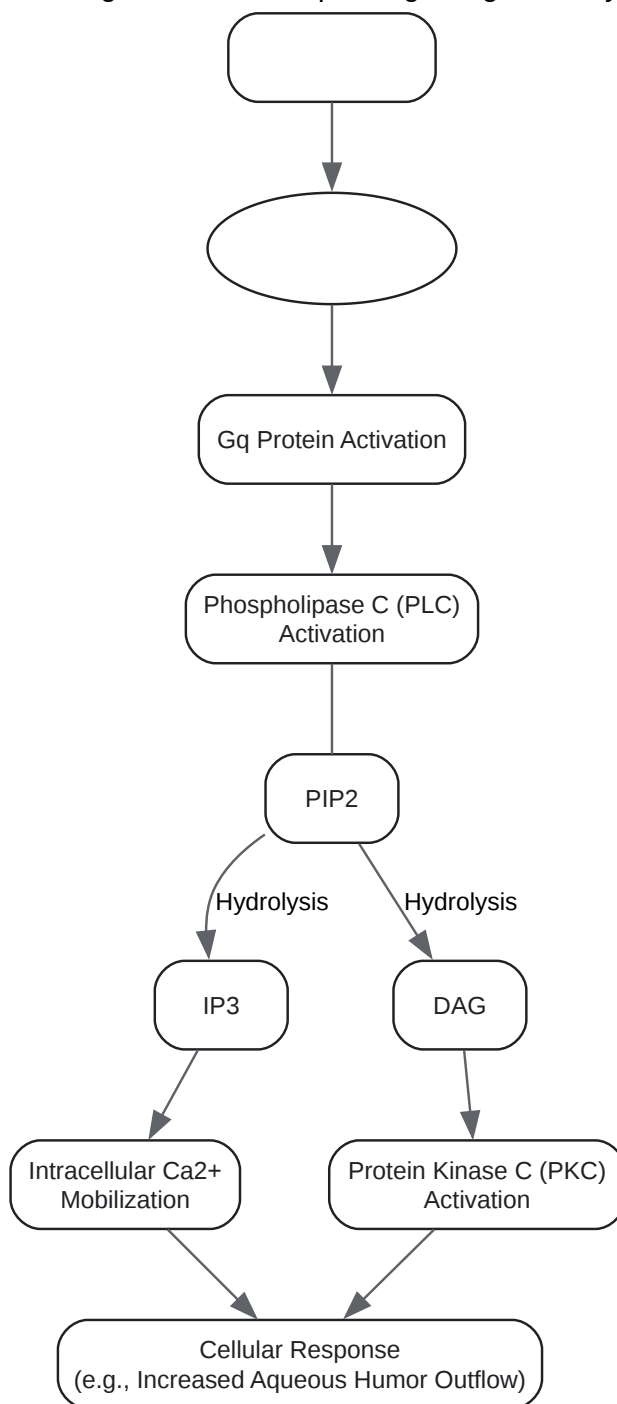 Gq Protein Activation
Phospholipase C (PLC)
Activation
PIP2
Hydrolysis Hydrolysis
IP3 DAG
Intracellular Ca2+ Protein Kinase C (PKC)
Mobilization Activation
Cellular Response
(e.g., Increased Aqueous Humor Outflow)